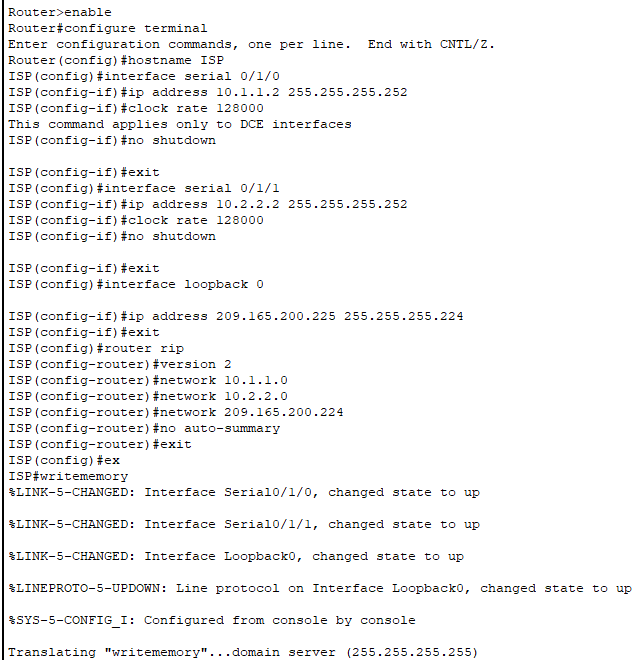 Router>enable
Router#configure terminal
Enter configuration commands, one per line.  End with CNTL/Z.
Router(config)#hostname ISP
ISP(config)#interface serial 0/1/0
ISP(config-if)#ip address 10.1.1.2 255.255.255.252
ISP(config-if)#clock rate 128000
This command applies only to DCE interfaces
ISP(config-if)#no shutdown
ISP(config-if)#exit
ISP(config)#interface serial 0/1/1
ISP(config-if)#ip address 10.2.2.2 255.255.255.252
ISP(config-if)#clock rate 128000
ISP(config-if)#no shutdown
ISP(config-if)#exit
ISP(config)#interface loopback 0
ISP(config-if)#ip address 209.165.200.225 255.255.255.224
ISP(config-if)#exit
ISP(config)#router rip
ISP(config-router)#version 2
ISP(config-router)#network 10.1.1.0
ISP(config-router)#network 10.2.2.0
ISP(config-router)#network 209.165.200.224
ISP(config-router)#no auto-summary
ISP(config-router)#exit
ISP(config)#ex
ISP#writememory
%LINK-5-CHANGED: Interface Serial0/1/0, changed state to up
%LINK-5-CHANGED: Interface Serial0/1/1, changed state to up
%LINK-5-CHANGED: Interface Loopback0, changed state to up
%LINEPROTO-5-UPDOWN: Line protocol on Interface Loopback0, changed state to up
%SYS-5-CONFIG_I: Configured from console by console
Translating "writememory"...domain server (255.255.255.255)